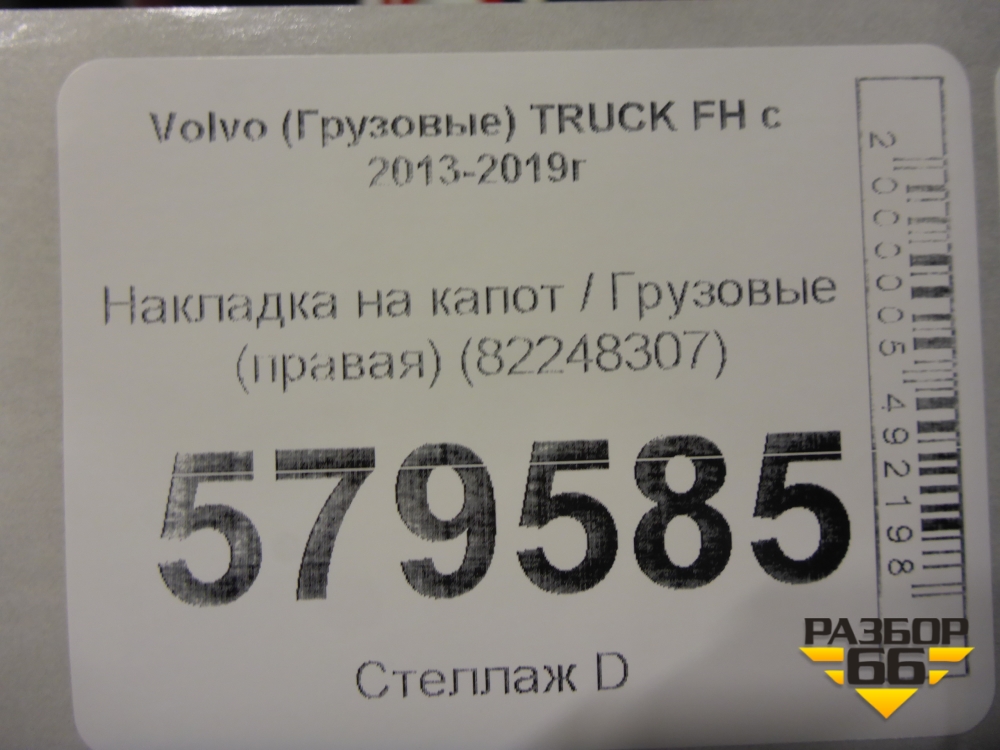 Volvo (Грузовые) TRUCK FH с
2013-2019г
Накладка на капот / Грузовые
(правая) (82248307)
579585
Стеллаж D
2000005492198
РАЗБОР
66